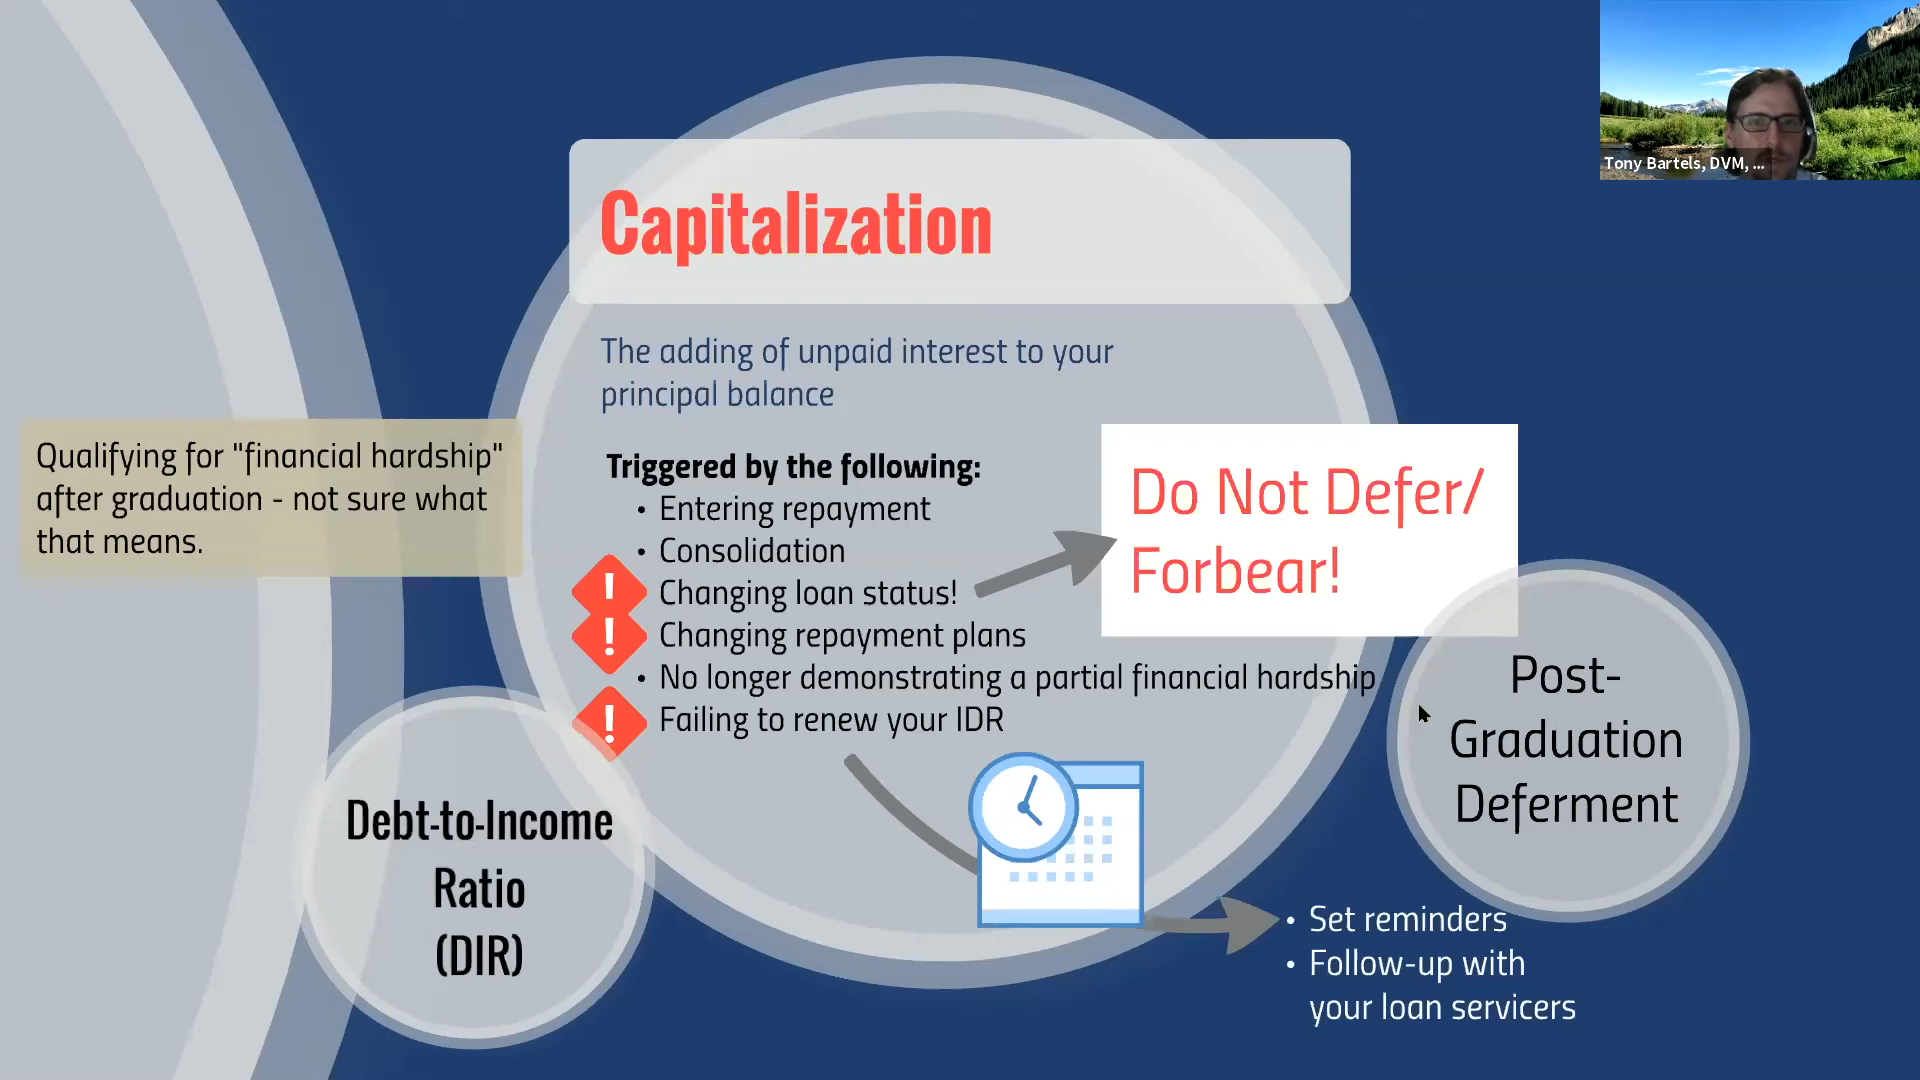 Tony Bartels, DVM, ...
Capitalization
The adding of unpaid interest to your
principal balance
Qualifying for "financial hardship"
after graduation - not sure what
that means.
Triggered by the following:
• Entering repayment
• Consolidation
! Changing loan status!
! Changing repayment plans
• No longer demonstrating a partial financial hardship
! Failing to renew your IDR
Do Not Defer/
Forbear!
Post-
Graduation
Deferment
Debt-to-Income
Ratio
(DIR)
• Set reminders
• Follow-up with
your loan servicers